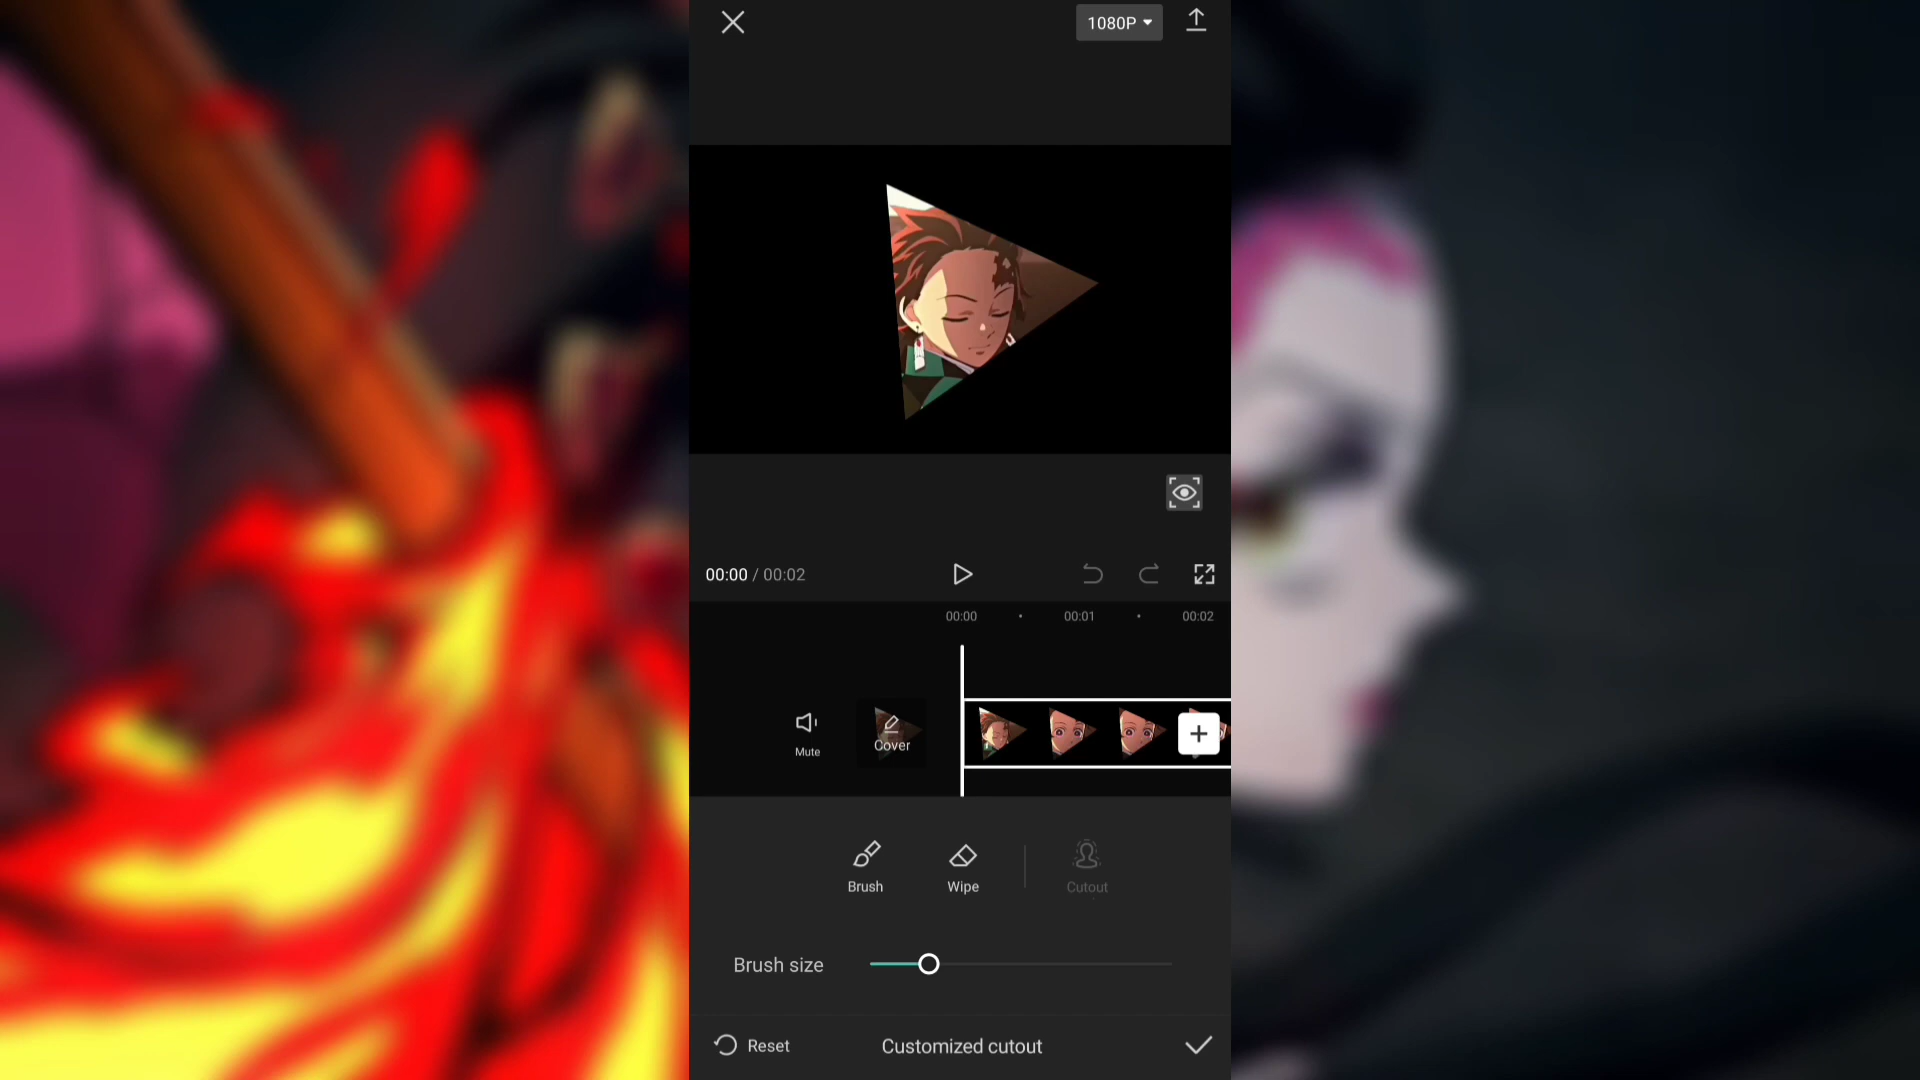 1080P
00:00 / 00:02
00:00
00:01
00:02
Mute
Cover
Brush
Wipe
Cutout
Brush size
Reset
Customized cutout